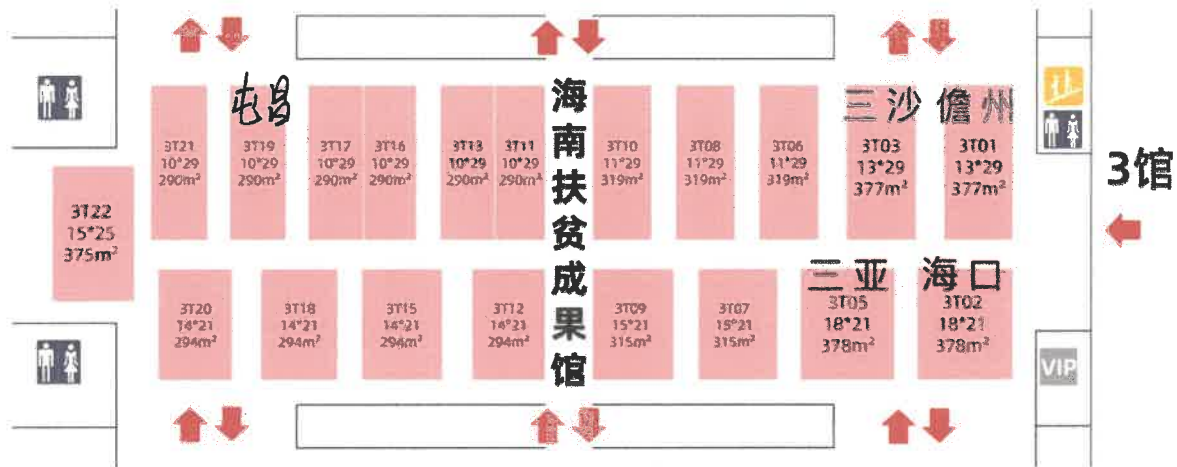 屯昌
三沙 儋州
3T21
10*29
290m²
3T19
10*29
290m²
3T17
10*29
290m²
3T16
10*29
290m²
3T13
10*29
290m²
3T11
10*29
290m²
海南扶贫成果馆
3T10
11*29
319m²
3T08
11*29
319m²
3T06
11*29
319m²
3T03
13*29
377m²
3T01
13*29
377m²
3馆
3T22
15*25
375m²
三亚 海口
3T20
14*21
294m²
3T18
14*21
294m²
3T15
14*21
294m²
3T12
14*21
294m²
3T09
15*21
315m²
3T07
15*21
315m²
3T05
18*21
378m²
3T02
18*21
378m²
VIP